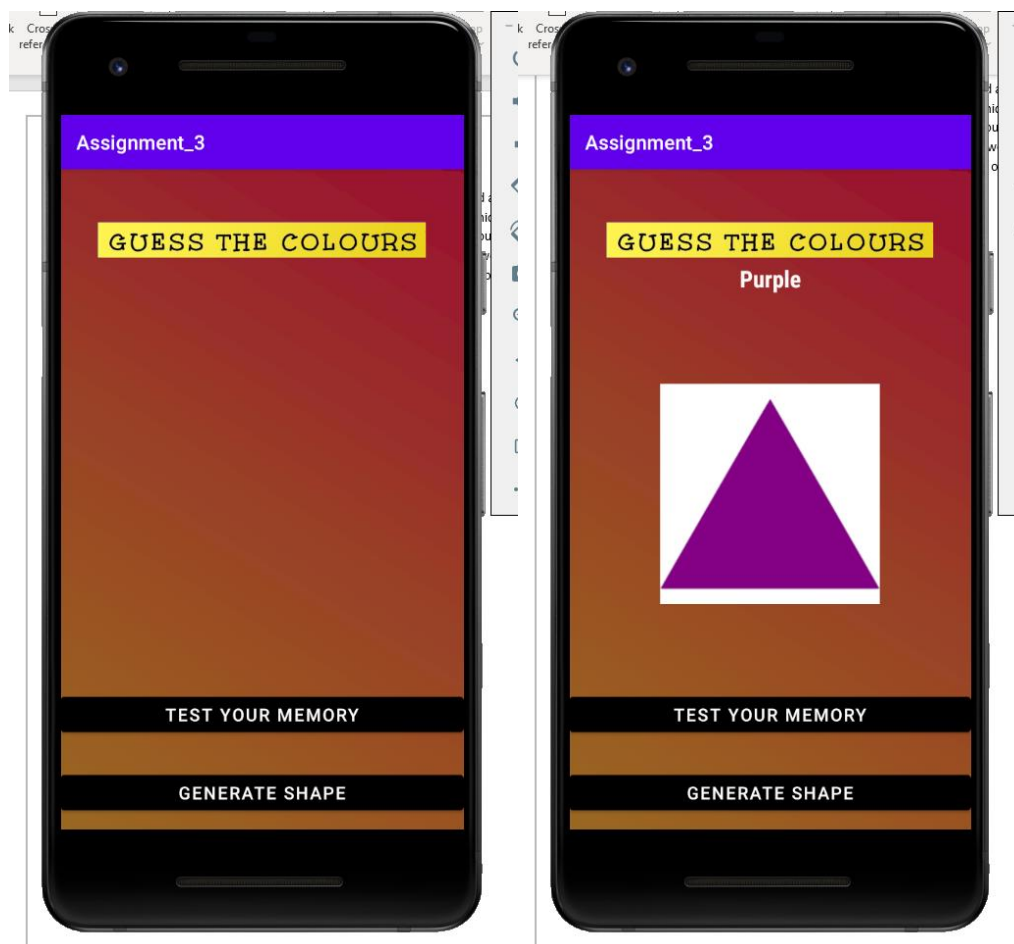 Assignment_3
GUESS THE COLOURS
TEST YOUR MEMORY
GENERATE SHAPE
Assignment_3
GUESS THE COLOURS
Purple
TEST YOUR MEMORY
GENERATE SHAPE